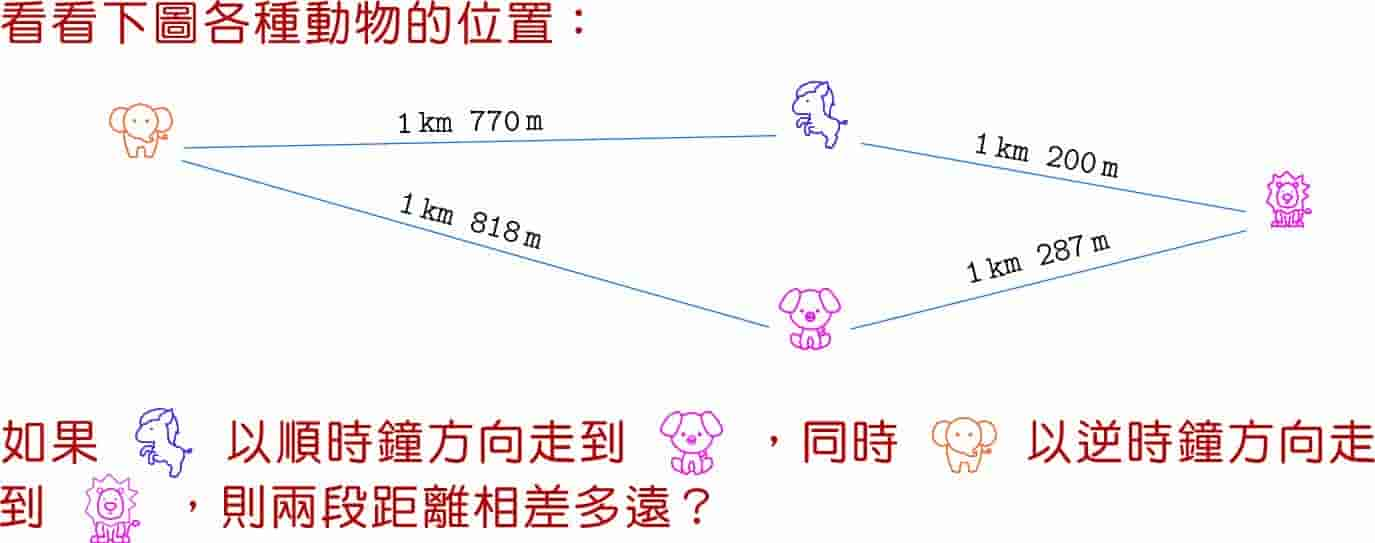 看看下圖各種動物的位置：
1 km 770 m
1 km 200 m
1 km 818 m
1 km 287 m
如果 以順時鐘方向走到 ，同時 以逆時鐘方向走
到 ，則兩段距離相差多遠？